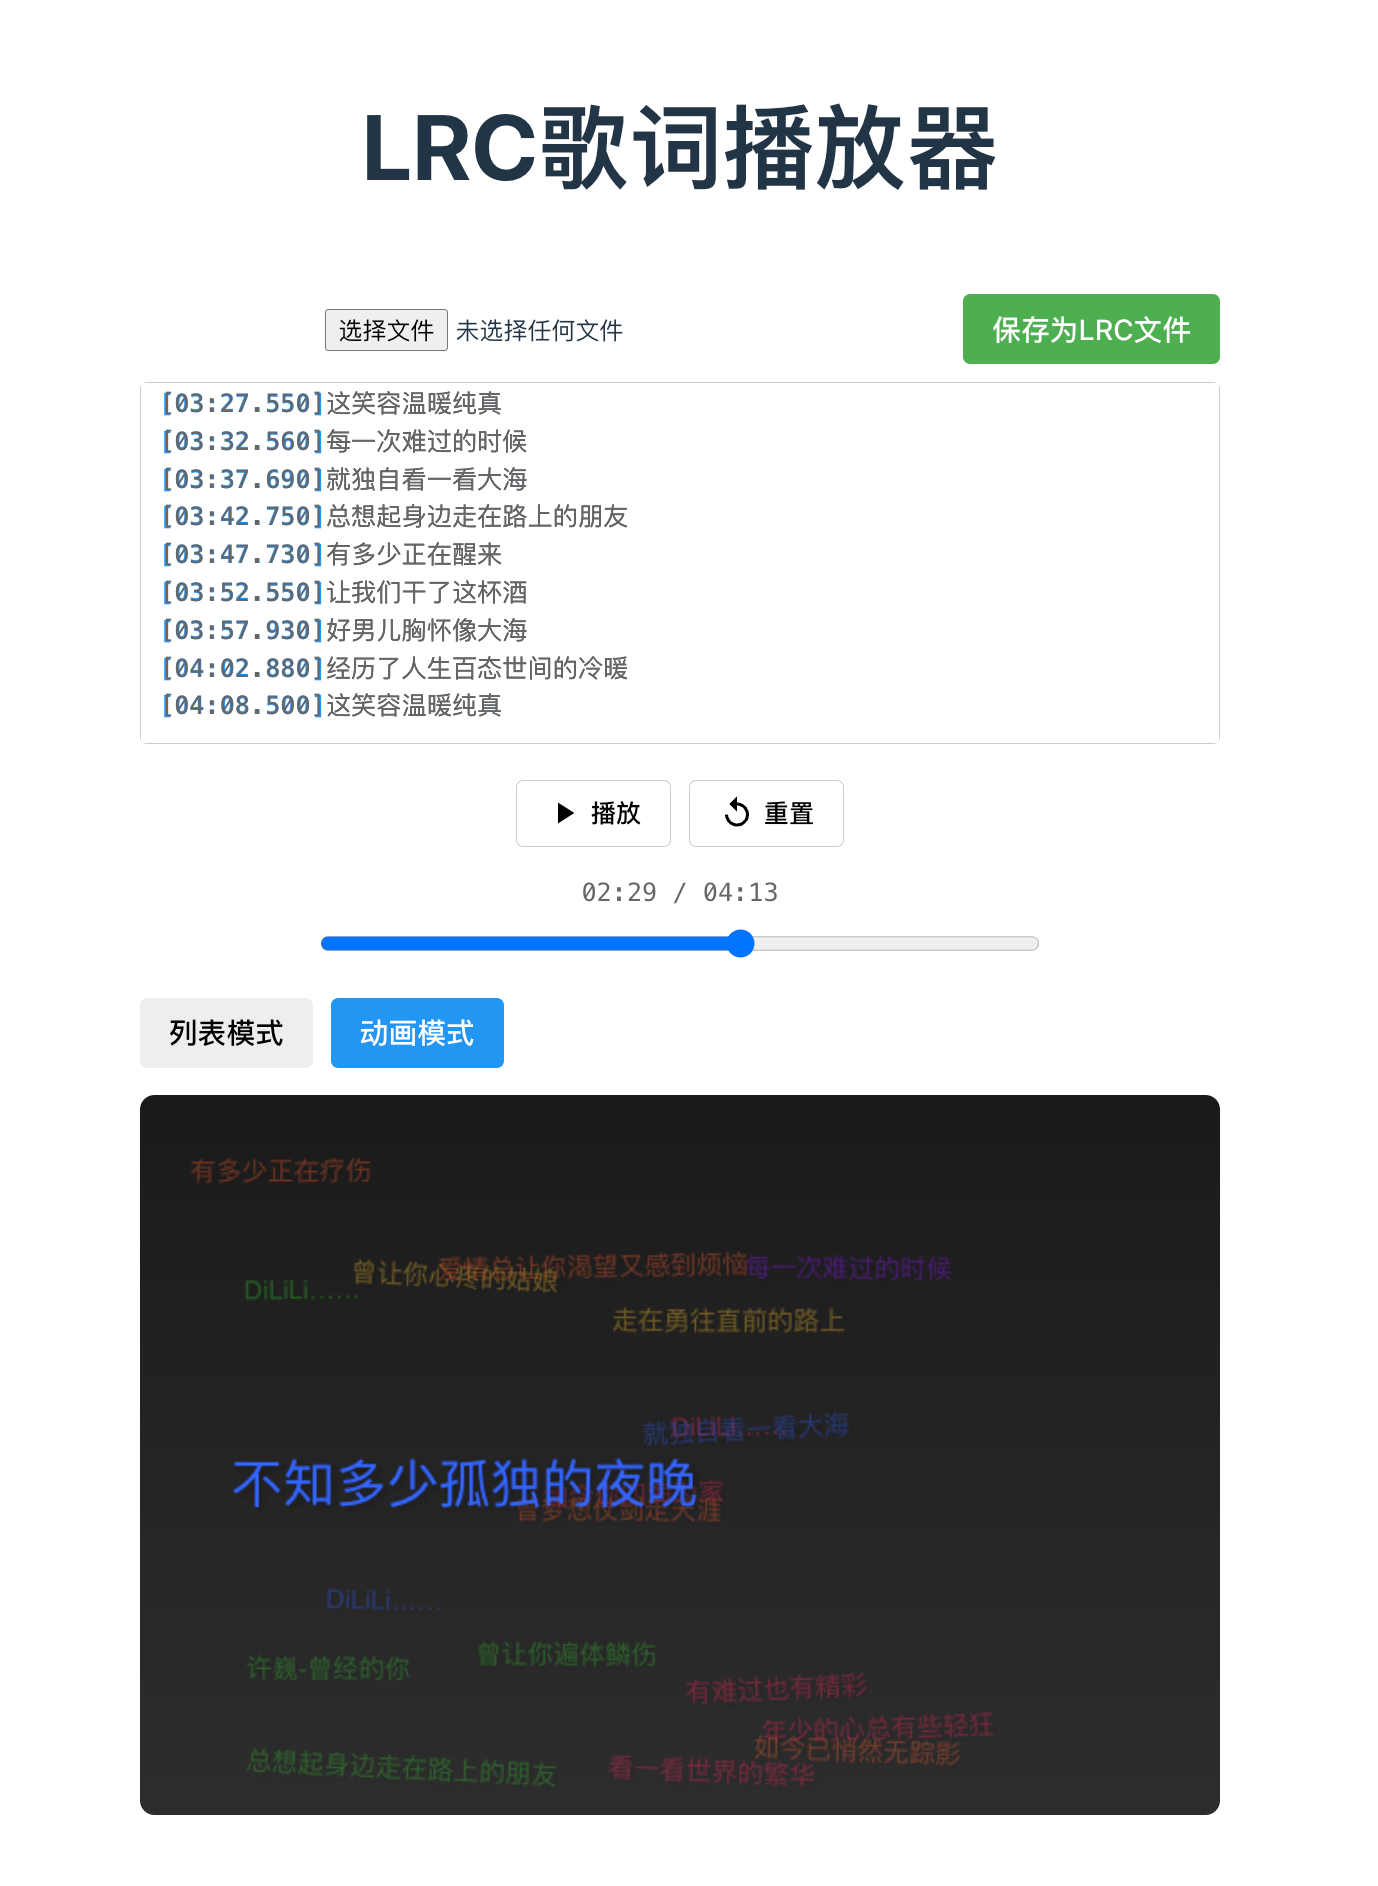 LRC歌词播放器
选择文件 未选择任何文件
保存为LRC文件
[03:27.550]这笑容温暖纯真
[03:32.560]每一次难过的时候
[03:37.690]就独自看一看大海
[03:42.750]总想起身边走在路上的朋友
[03:47.730]有多少正在醒来
[03:52.550]让我们干了这杯酒
[03:57.930]好男儿胸怀像大海
[04:02.880]经历了人生百态世间的冷暖
[04:08.500]这笑容温暖纯真
播放
重置
02:29 / 04:13
列表模式
动画模式
有多少正在疗伤
曾让你心疼的姑娘
爱情总让你渴望又感到烦恼
每一次难过的时候
DiLiLi……
走在勇往直前的路上
就独自看一看大海
DiLiLi……
不知多少孤独的夜晚
家
曾梦想仗剑走天涯
DiLiLi……
曾让你遍体鳞伤
许巍-曾经的你
有难过也有精彩
年少的心总有些轻狂
如今已悄然无踪影
总想起身边走在路上的朋友
看一看世界的繁华